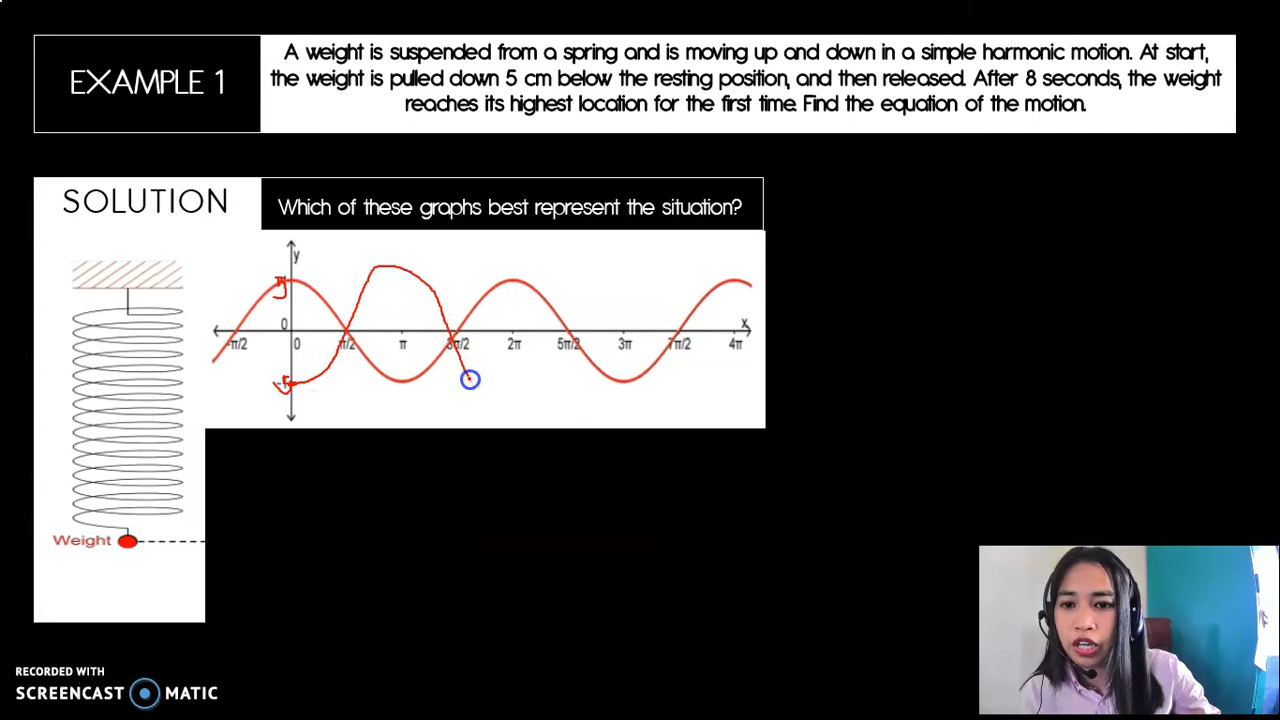 EXAMPLE 1
A weight is suspended from a spring and is moving up and down in a simple harmonic motion. At start,
the weight is pulled down 5 cm below the resting position, and then released. After 8 seconds, the weight
reaches its highest location for the first time. Find the equation of the motion.
SOLUTION
Which of these graphs best represent the situation?
y
0
x
-π/2 0 π/2 π 3π/2 2π 5π/2 3π 7π/2 4π
Weight
RECORDED WITH
SCREENCAST MATIC